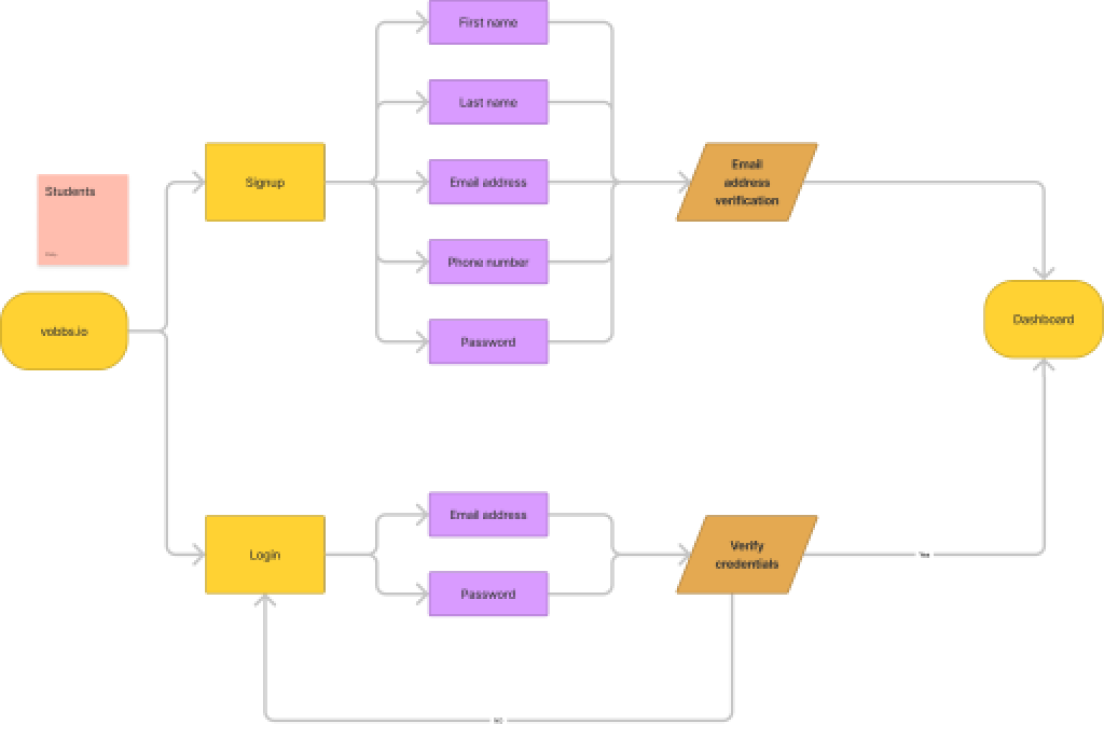 First name
Last name
Students
Signup
Email address
Email
address
verification
Phone number
vobbs.io
Dashboard
Password
Email address
Login
Verify
credentials
Yes
Password
NO